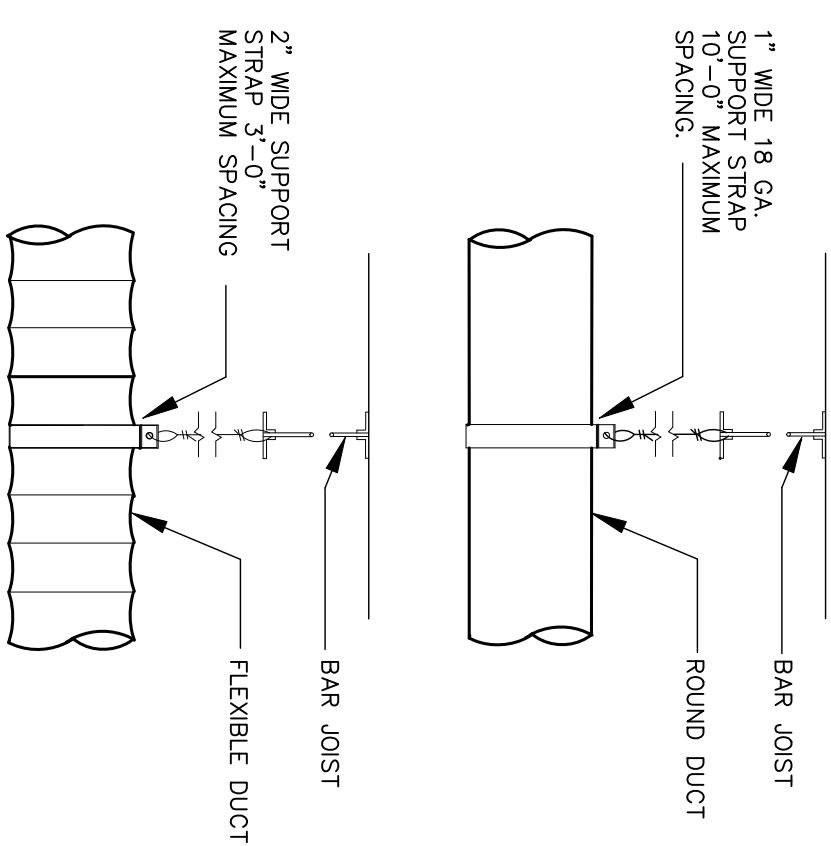 1" WIDE 18 GA.
SUPPORT STRAP
10'-0" MAXIMUM
SPACING.
BAR JOIST
ROUND DUCT
2" WIDE SUPPORT
STRAP 3'-0"
MAXIMUM SPACING
BAR JOIST
FLEXIBLE DUCT